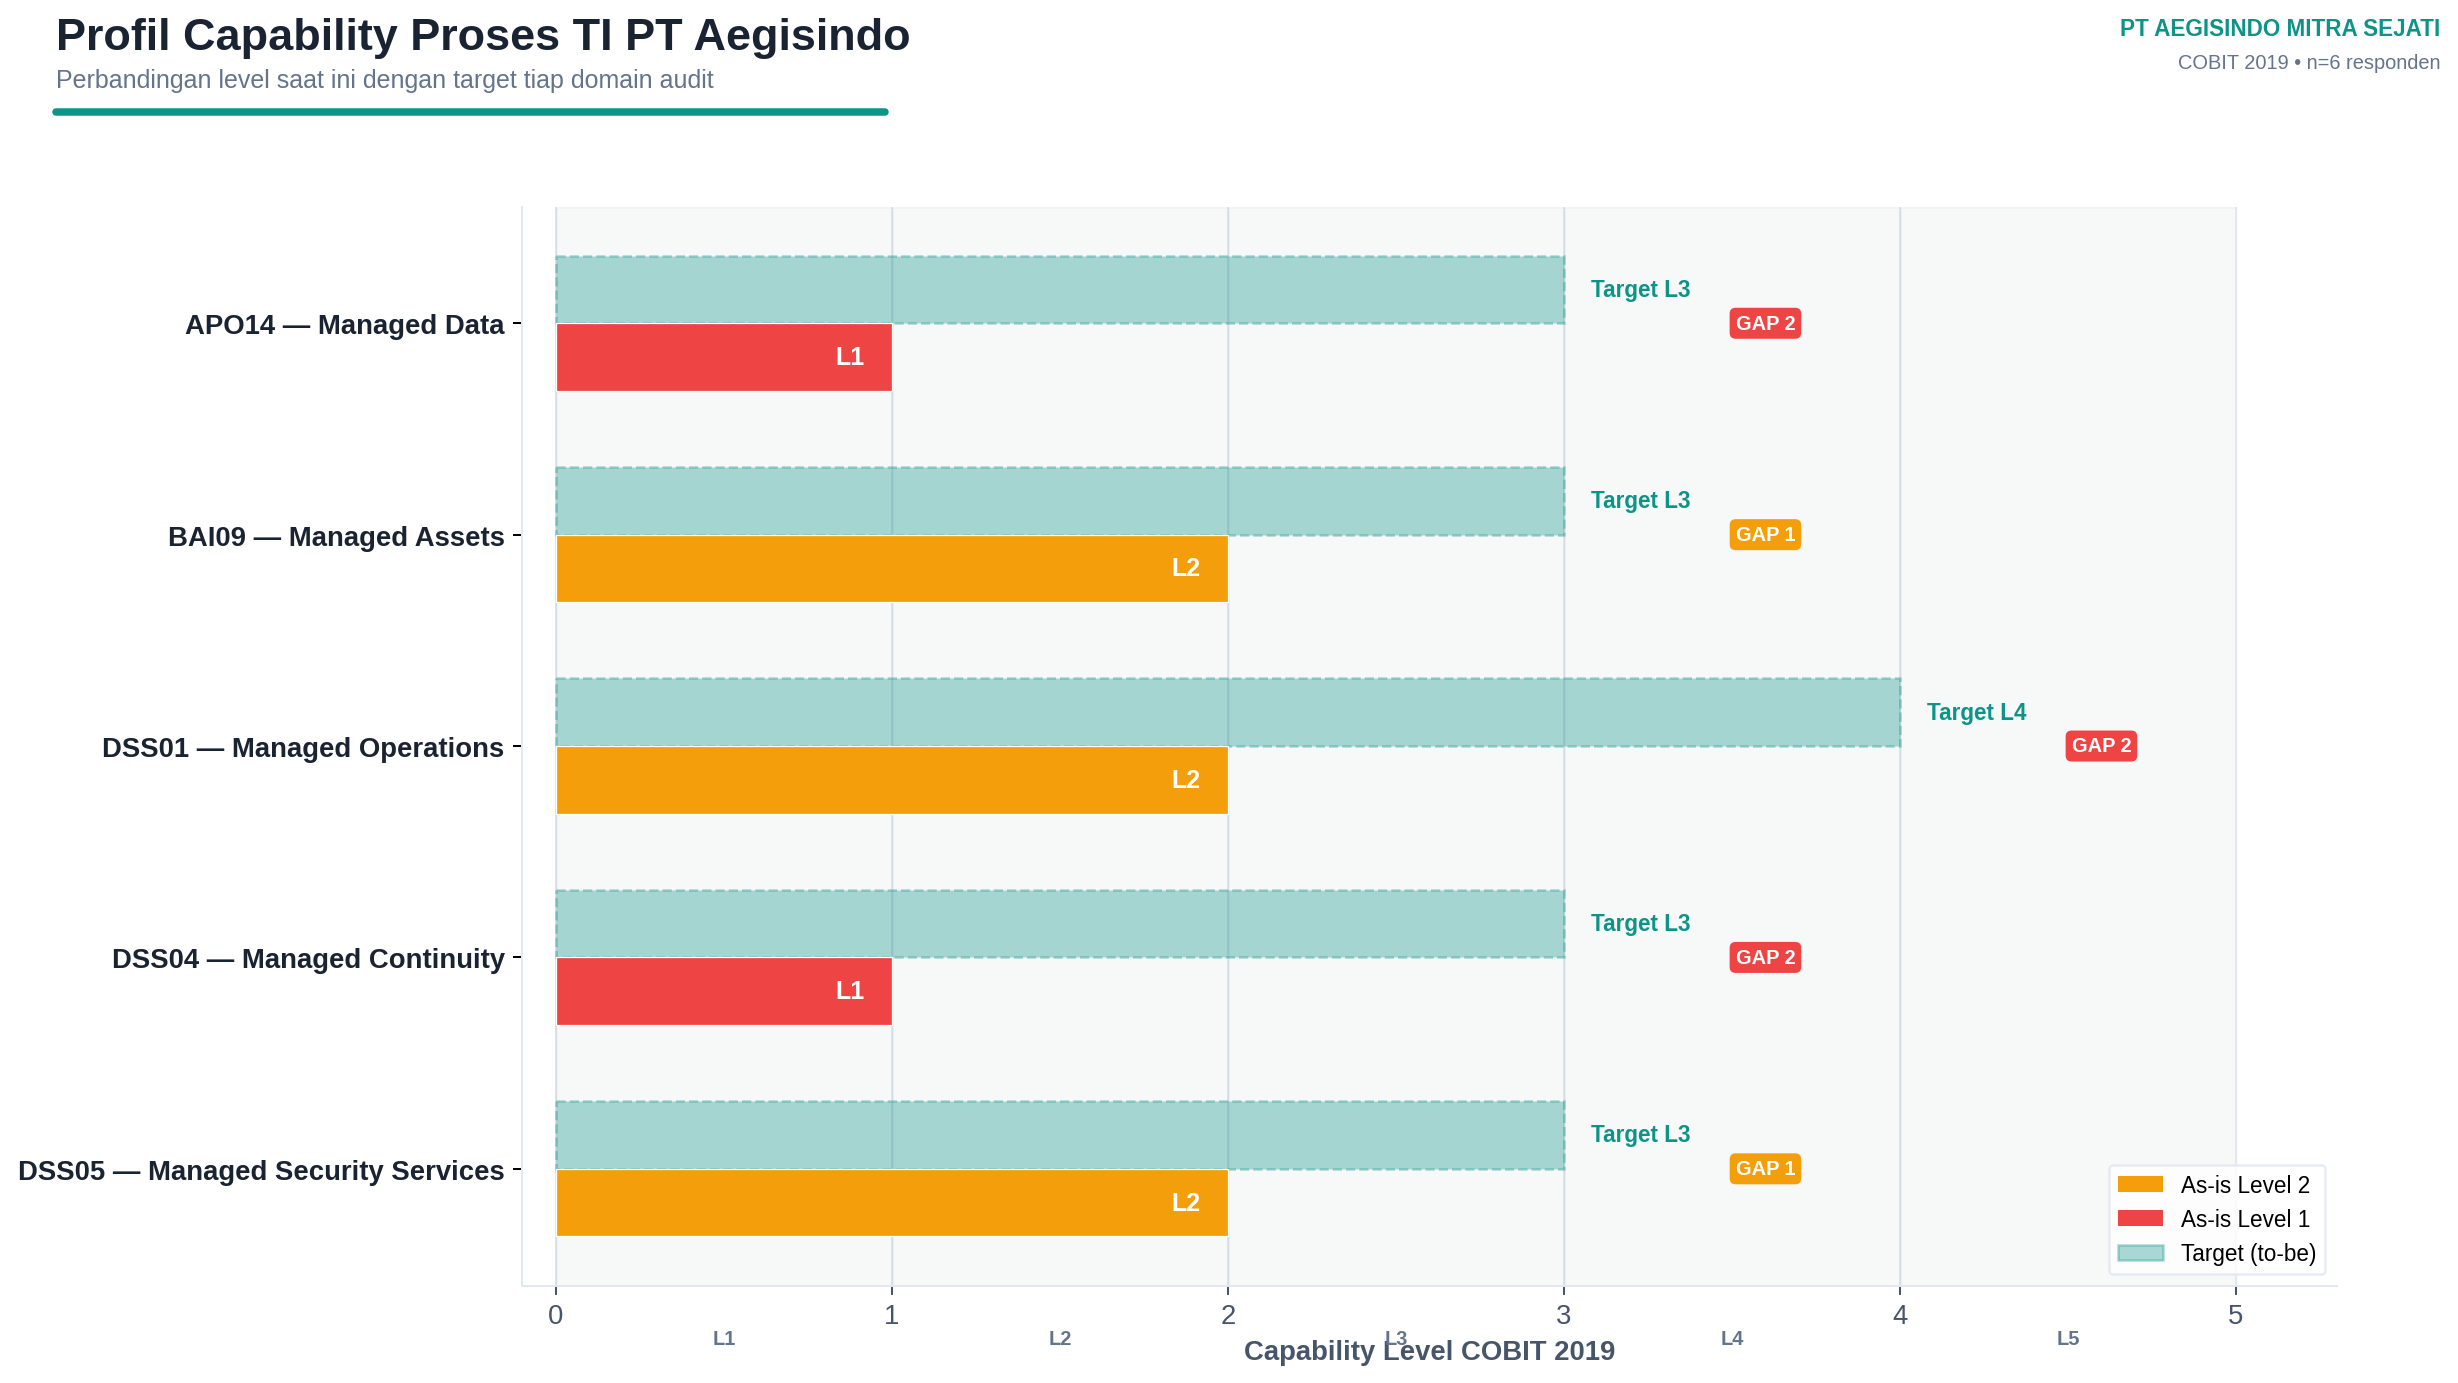 Profil Capability Proses TI PT Aegisindo
Perbandingan level saat ini dengan target tiap domain audit
PT AEGISINDO MITRA SEJATI
COBIT 2019 • n=6 responden
APO14 — Managed Data
Target L3
GAP 2
L1
BAI09 — Managed Assets
Target L3
GAP 1
L2
DSS01 — Managed Operations
Target L4
GAP 2
L2
DSS04 — Managed Continuity
Target L3
GAP 2
L1
DSS05 — Managed Security Services
Target L3
GAP 1
L2
As-is Level 2
As-is Level 1
Target (to-be)
0 1 2 3 4 5
L1 L2 L3 L4 L5
Capability Level COBIT 2019